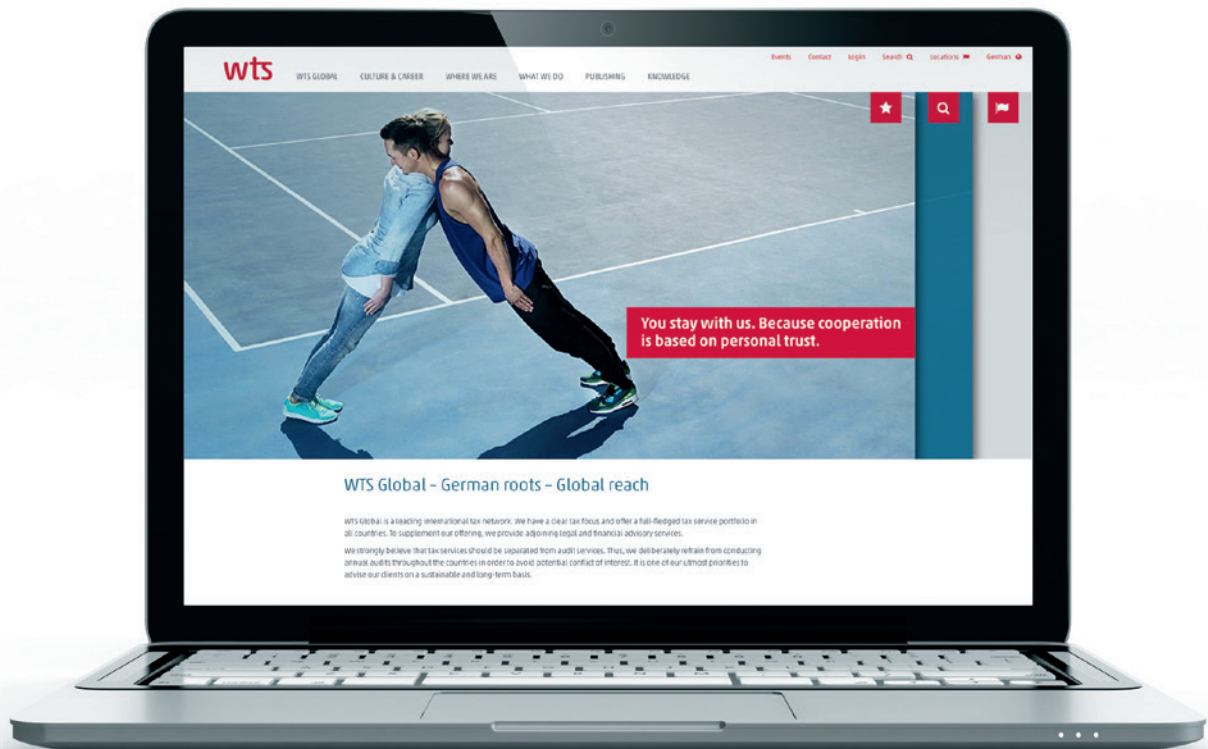 wts
Events Contact Login Search Locations German
WTS GLOBAL CULTURE & CAREER WHERE WE ARE WHAT WE DO PUBLISHING KNOWLEDGE
You stay with us. Because cooperation
is based on personal trust.
WTS Global – German roots – Global reach
WTS Global is a leading international tax network. We have a clear tax focus and offer a full-fledged tax service portfolio in
all countries. To supplement our offering, we provide adjoining legal and financial advisory services.
We strongly believe that tax services should be separated from audit services. Thus, we deliberately refrain from conducting
annual audits throughout the countries in order to avoid potential conflict of interest. It is one of our utmost priorities to
advise our clients on a sustainable and long-term basis.